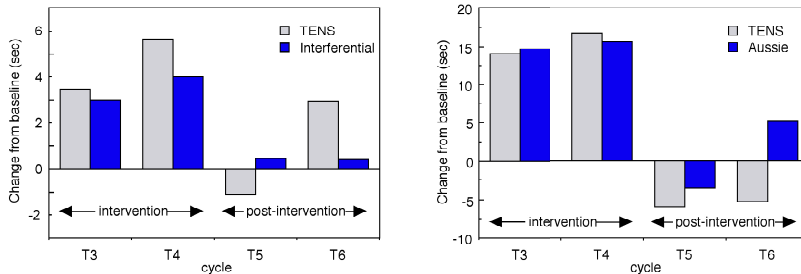 6
4
2
0
-2
Change from baseline (sec)
TENS
Interferential
intervention
post-intervention
T3 T4 T5 T6
cycle
20
15
10
5
0
-5
-10
Change from baseline (sec)
TENS
Aussie
intervention
post-intervention
T3 T4 T5 T6
cycle